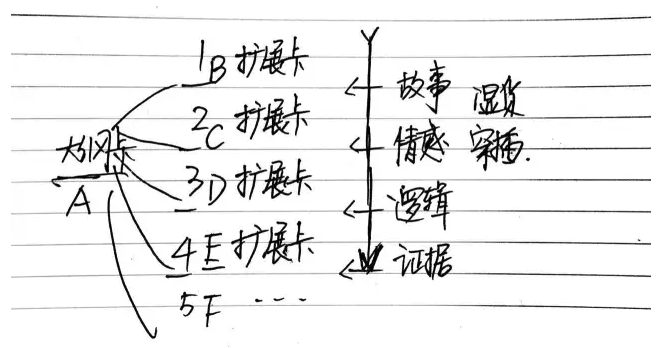 1B 扩展卡
故事 湿货
2C 扩展卡
情感 穿插.
大纲卡
A
3D 扩展卡
逻辑
4E 扩展卡
证据
5F ...